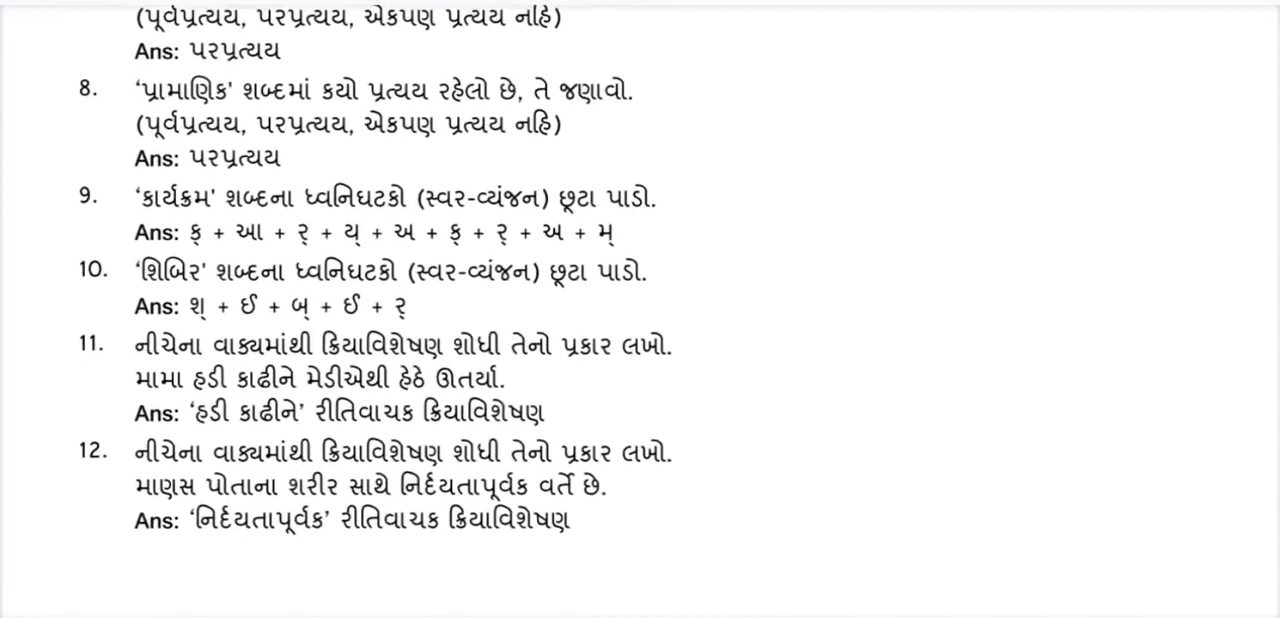 (પૂર્વપ્રત્યય, પરપ્રત્યય, એકપણ પ્રત્યય નહિ)
Ans: પરપ્રત્યય
8. ‘પ્રામાણિક' શબ્દમાં કયો પ્રત્યય રહેલો છે, તે જણાવો.
(પૂર્વપ્રત્યય, પરપ્રત્યય, એકપણ પ્રત્યય નહિ)
Ans: પરપ્રત્યય
9. ‘કાર્યક્રમ' શબ્દના ધ્વનિઘટકો (સ્વર-વ્યંજન) છૂટા પાડો.
Ans: ક્ + આ + ર્ + ય્ + અ + ક્ + ર્ + અ + મ્
10. ‘શિબિર' શબ્દના ધ્વનિઘટકો (સ્વર-વ્યંજન) છૂટા પાડો.
Ans: શ્ + ઈ + બ્ + ઈ + ર્
11. નીચેના વાક્યમાંથી ક્રિયાવિશેષણ શોધી તેનો પ્રકાર લખો.
મામા હડી કાઢીને મેડીએથી હેઠે ઊતર્યા.
Ans: ‘હડી કાઢીને’ રીતિવાચક ક્રિયાવિશેષણ
12. નીચેના વાક્યમાંથી ક્રિયાવિશેષણ શોધી તેનો પ્રકાર લખો.
માણસ પોતાના શરીર સાથે નિર્દયતાપૂર્વક વર્તે છે.
Ans: ‘નિર્દયતાપૂર્વક’ રીતિવાચક ક્રિયાવિશેષણ